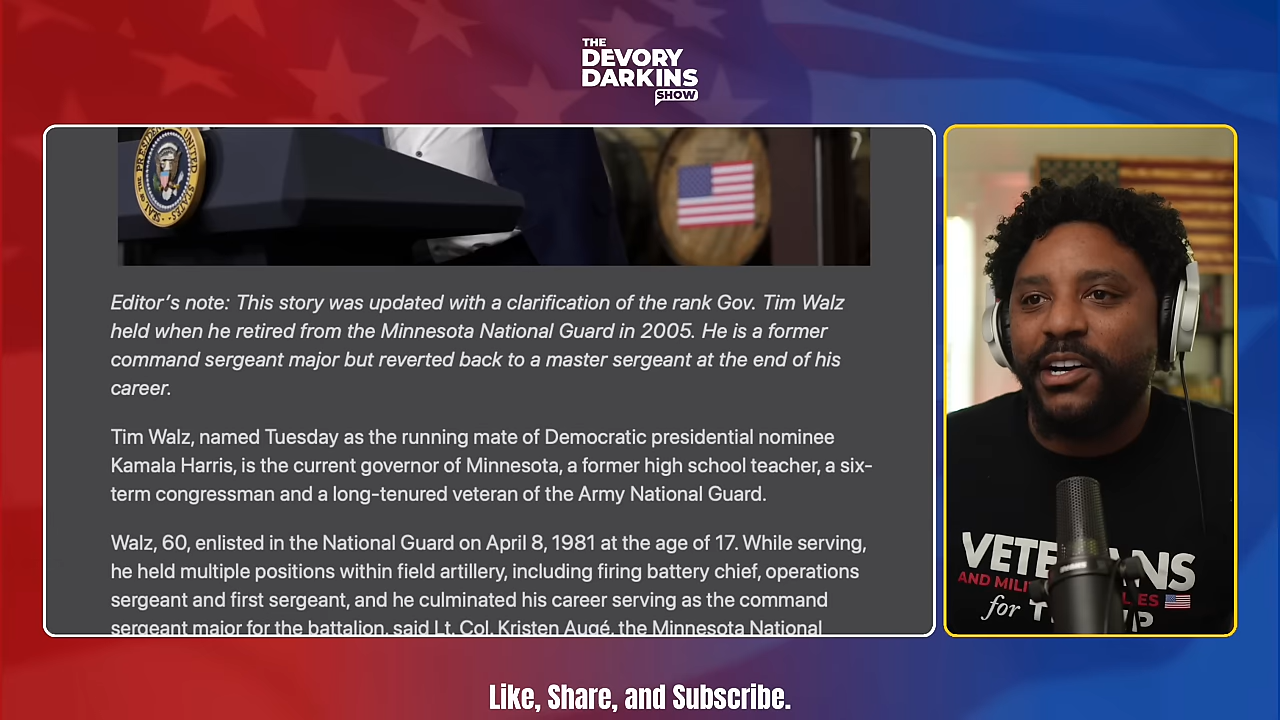 THE
DEVORY
DARKINS
SHOW
Editor's note: This story was updated with a clarification of the rank Gov. Tim Walz
held when he retired from the Minnesota National Guard in 2005. He is a former
command sergeant major but reverted back to a master sergeant at the end of his
career.
Tim Walz, named Tuesday as the running mate of Democratic presidential nominee
Kamala Harris, is the current governor of Minnesota, a former high school teacher, a six-
term congressman and a long-tenured veteran of the Army National Guard.
Walz, 60, enlisted in the National Guard on April 8, 1981 at the age of 17. While serving,
he held multiple positions within field artillery, including firing battery chief, operations
sergeant and first sergeant, and he culminated his career serving as the command
sergeant major for the battalion, said Lt. Col. Kristen Augé, the Minnesota National
AND
for
Like, Share, and Subscribe.